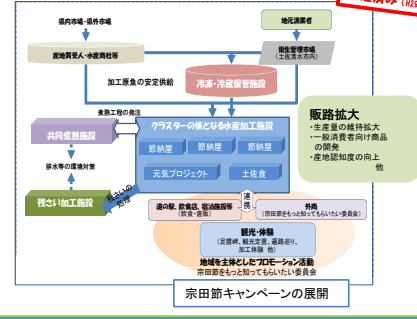 済み(H29
県内市場・県外市場
地元漁業者
産地買受人・水産商社等
衛生管理市場
(土佐清水市内)
加工原魚の安定供給
冷凍・冷蔵保管施設
煮熟工程の発注
共同煮熟施設
クラスターの核となる水産加工施設
節納屋
節納屋
節納屋
元気プロジェクト
土佐食
排水等の環境対策
残さいの処理
残さい加工施設
販路拡大
・生産量の維持拡大
・一般消費者向け商品
の開発
・産地認知度の向上
他
連携
道の駅、飲食店、宿泊施設等
(飲食・直販)
外商
(宗田節をもっと知ってもらいたい委員会)
観光・体験
(足摺岬、観光定置、遍路巡り、
加工体験 他)
地域を主体としたプロモーション活動
宗田節をもっと知ってもらいたい委員会
宗田節キャンペーンの展開